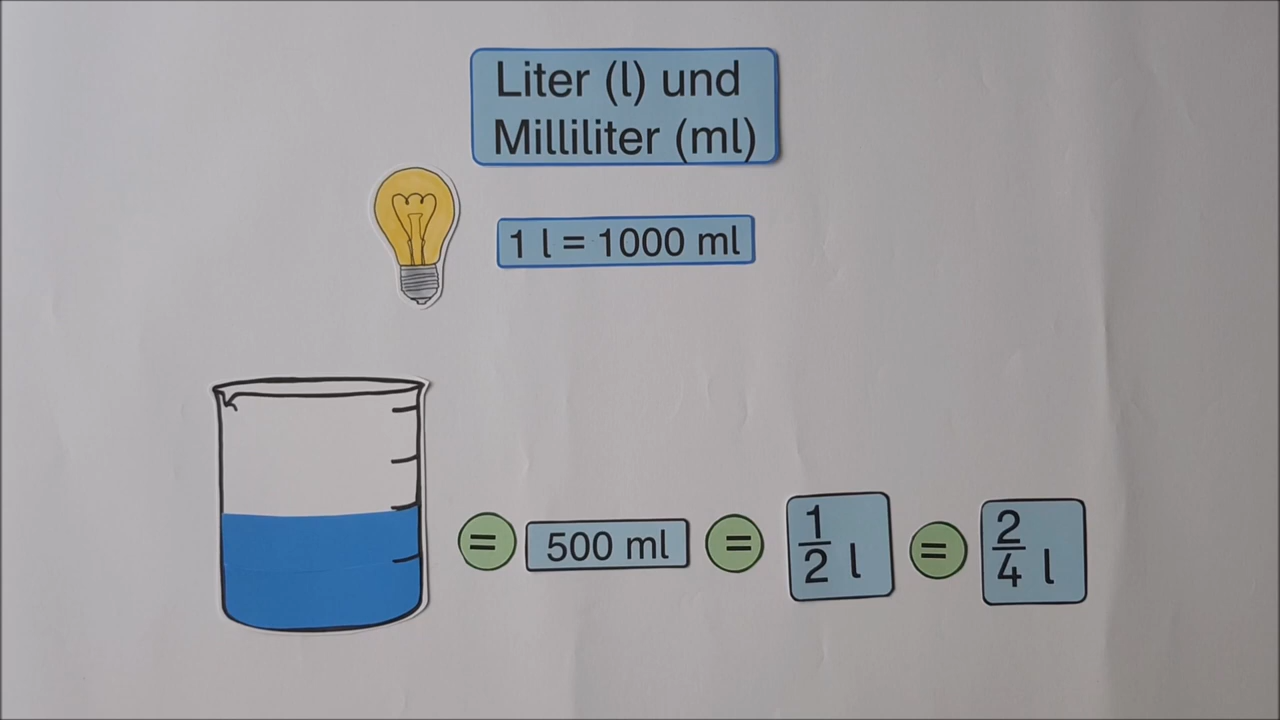 Liter (l) und
Milliliter (ml)
1 l = 1000 ml
= 500 ml = 1/2 l = 2/4 l